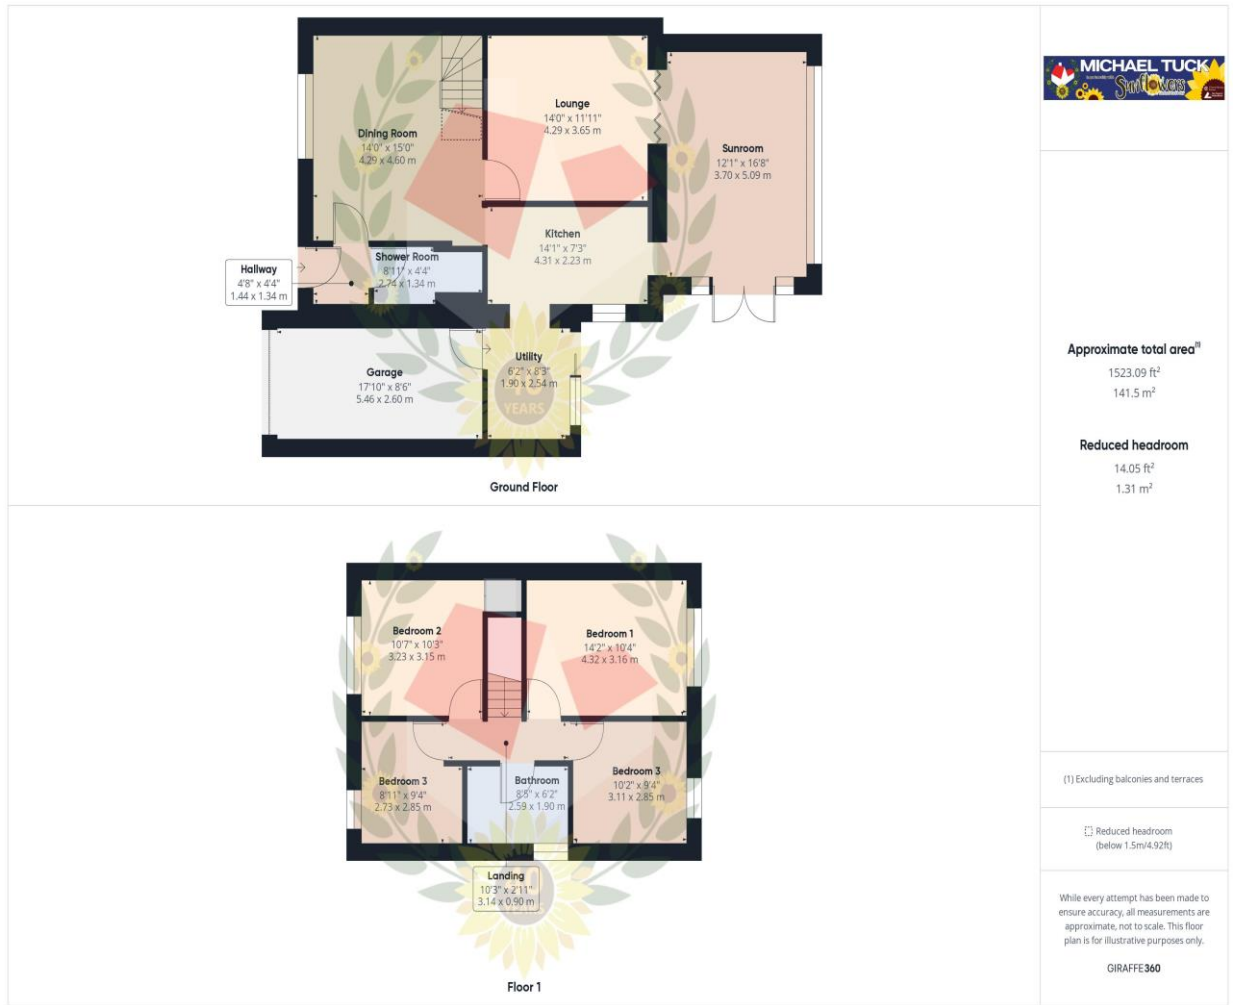 Dining Room
14'0" x 15'0"
4.29 x 4.60 m
Lounge
14'0" x 11'11"
4.29 x 3.65 m
Sunroom
12'1" x 16'8"
3.70 x 5.09 m
Kitchen
14'1" x 7'3"
4.31 x 2.23 m
Hallway
4'8" x 4'4"
1.44 x 1.34 m
Shower Room
8'11" x 4'4"
2.74 x 1.34 m
Garage
17'10" x 8'6"
5.46 x 2.60 m
Utility
6'2" x 8'3"
1.90 x 2.54 m
40
YEARS
Ground Floor
Bedroom 2
10'7" x 10'3"
3.23 x 3.15 m
Bedroom 1
14'2" x 10'4"
4.32 x 3.16 m
Bedroom 3
8'11" x 9'4"
2.73 x 2.85 m
Bathroom
8'5" x 6'2"
2.59 x 1.90 m
Bedroom 3
10'2" x 9'4"
3.11 x 2.85 m
Landing
10'3" x 2'11"
3.14 x 0.90 m
Floor 1
MICHAEL TUCK
Sunflowers
Approximate total area(1)
1523.09 ft²
141.5 m²
Reduced headroom
14.05 ft²
1.31 m²
(1) Excluding balconies and terraces
Reduced headroom
(below 1.5m/4.92ft)
While every attempt has been made to
ensure accuracy, all measurements are
approximate, not to scale. This floor
plan is for illustrative purposes only.
GIRAFFE360